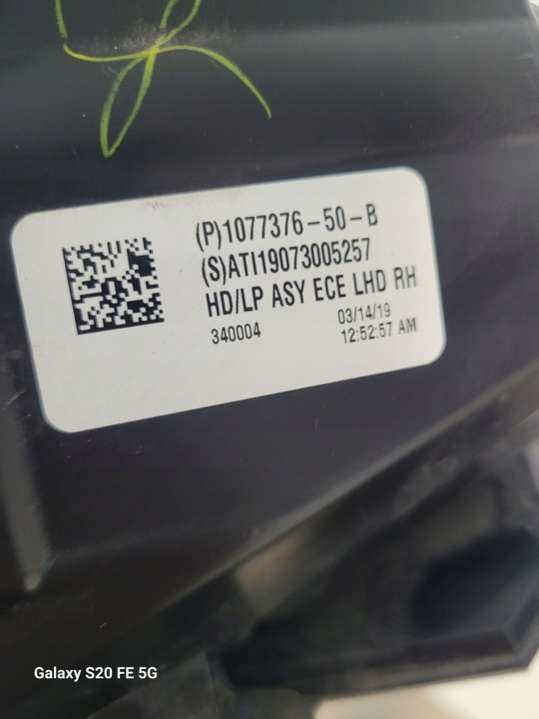 (P)1077376-50-B
(S)ATI19073005257
HD/LP ASY ECE LHD RH
340004
03/14/19
12:52:57 AM
Galaxy S20 FE 5G